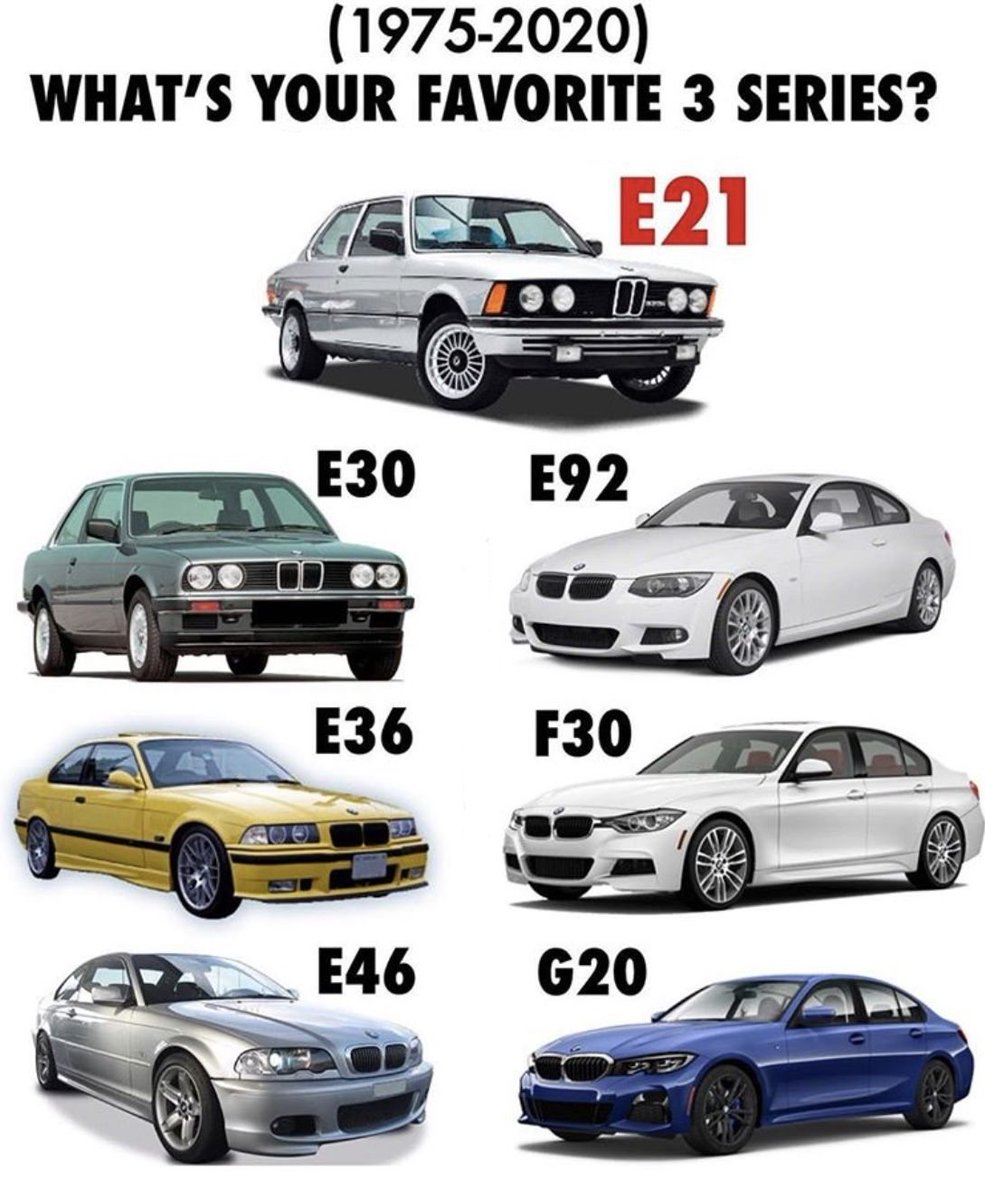 (1975-2020)
WHAT'S YOUR FAVORITE 3 SERIES?
E21
E30
E92
E36
F30
E46
G20